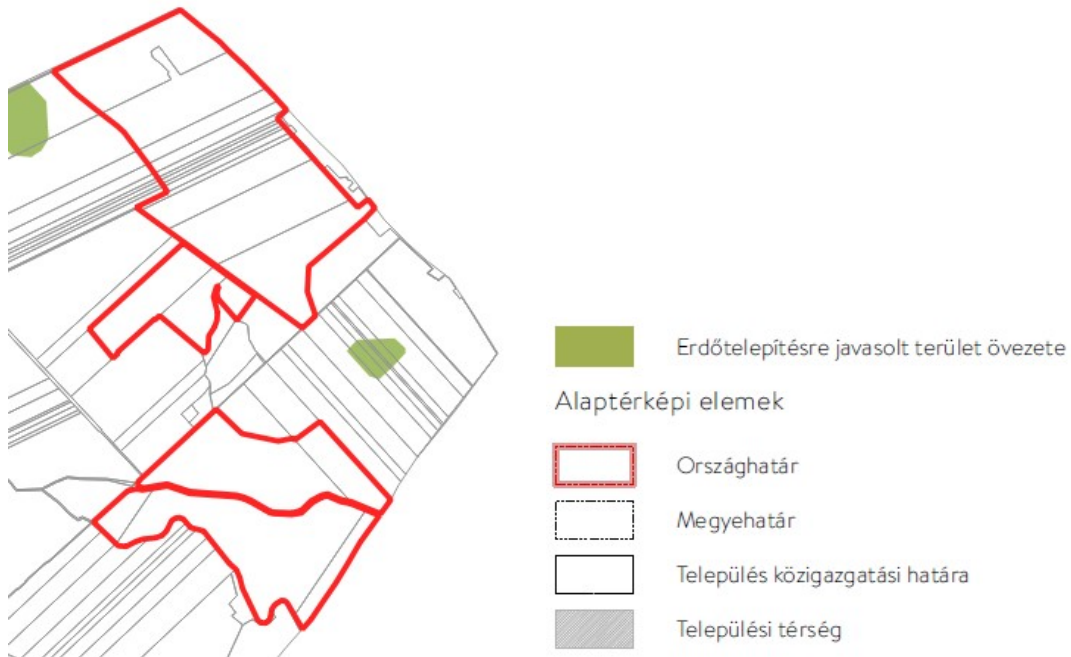 Erdőtelepítésre javasolt terület övezete
Alaptérképi elemek
Országhatár
Megyehatár
Település közigazgatási határa
Települési térség